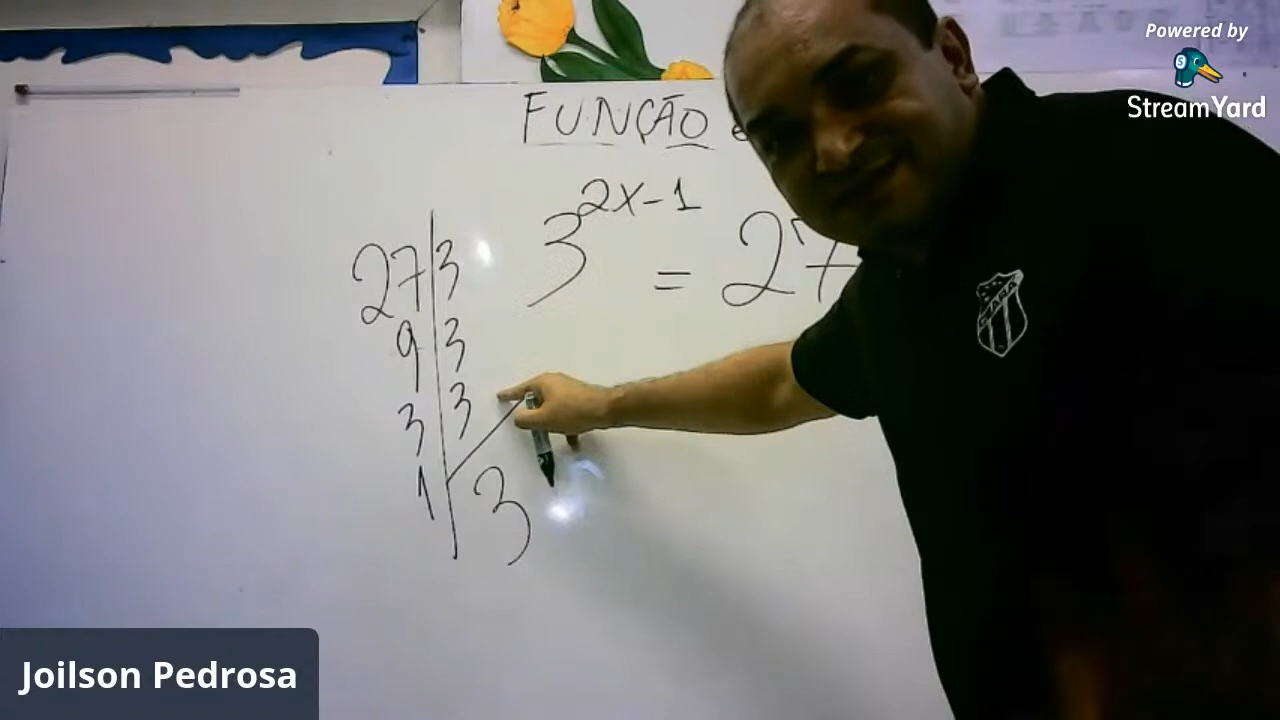 Powered by
StreamYard
FUNÇÃO e
3^{2x-1} = 27
27 | 3
9 | 3
3 | 3
1 | 3
Joilson Pedrosa